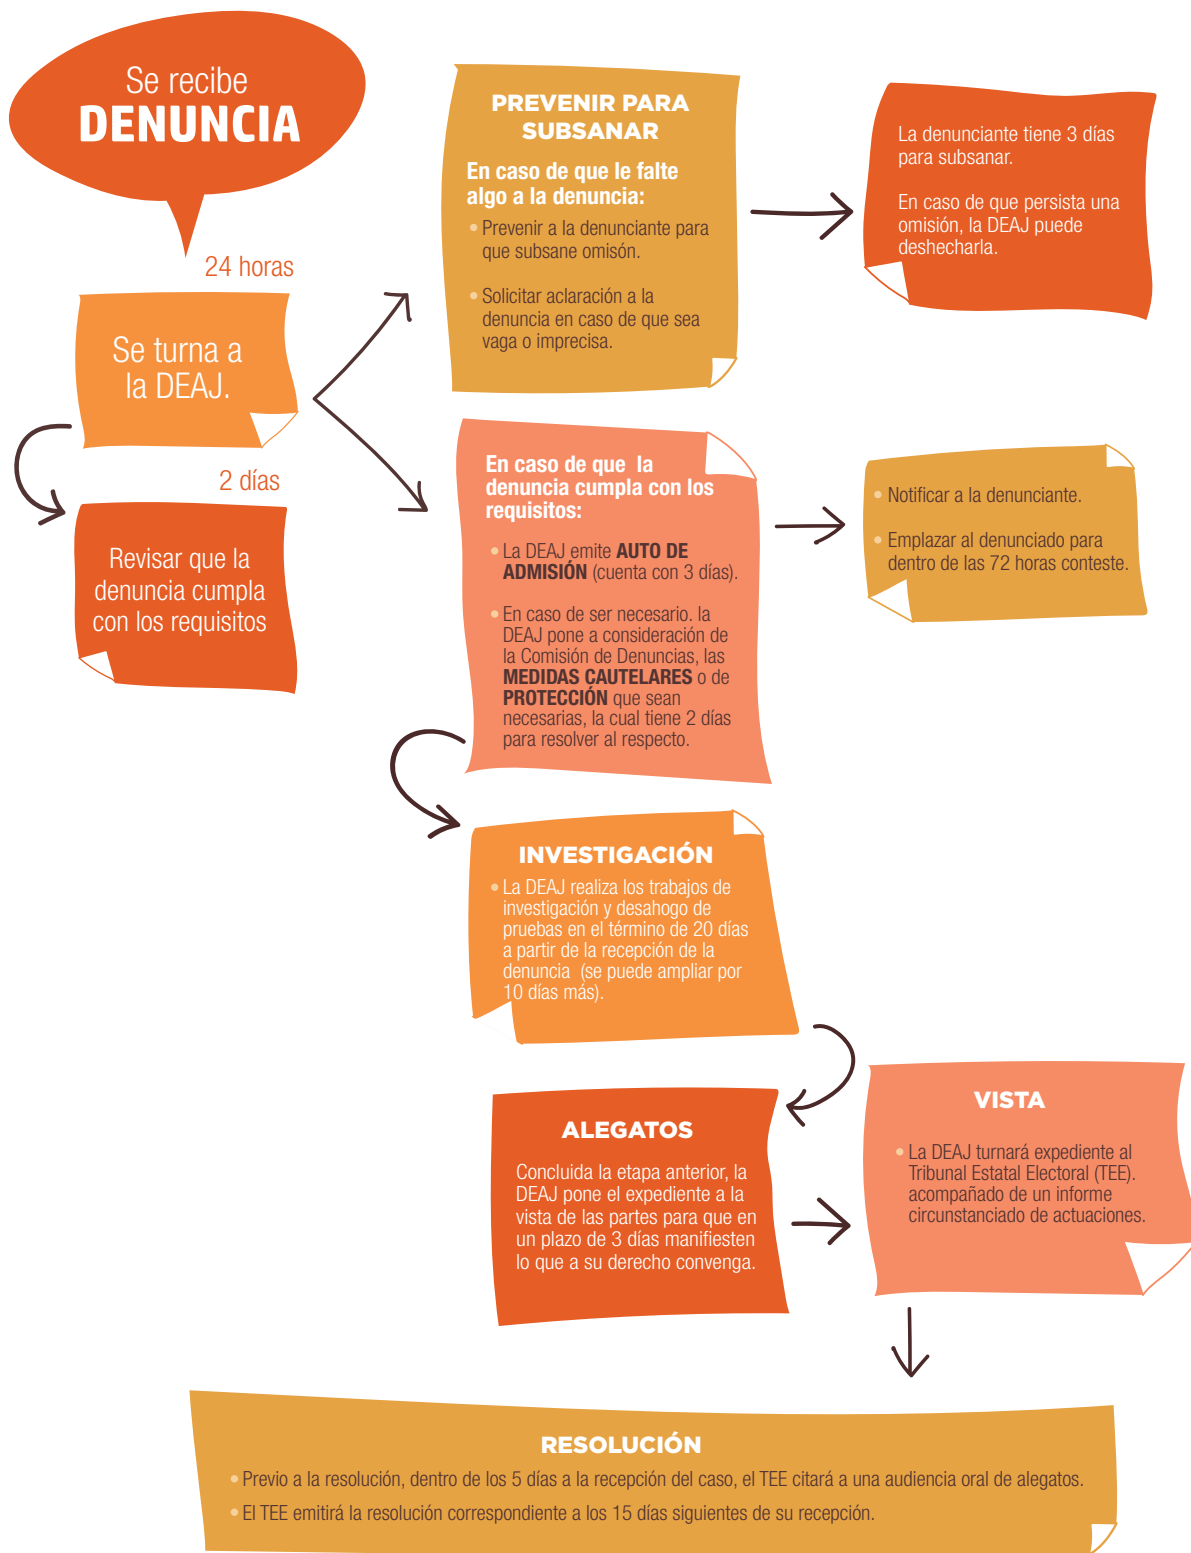 Se recibe
DENUNCIA
24 horas
Se turna a
la DEAJ.
2 días
Revisar que la
denuncia cumpla
con los requisitos
PREVENIR PARA
SUBSANAR
En caso de que le falte
algo a la denuncia:
• Prevenir a la denunciante para
que subsane omisón.
• Solicitar aclaración a la
denuncia en caso de que sea
vaga o imprecisa.
La denunciante tiene 3 días
para subsanar.
En caso de que persista una
omisión, la DEAJ puede
deshecharla.
En caso de que la
denuncia cumpla con los
requisitos:
• La DEAJ emite AUTO DE
ADMISIÓN (cuenta con 3 días).
• En caso de ser necesario. la
DEAJ pone a consideración de
la Comisión de Denuncias, las
MEDIDAS CAUTELARES o de
PROTECCIÓN que sean
necesarias, la cual tiene 2 días
para resolver al respecto.
• Notificar a la denunciante.
• Emplazar al denunciado para
dentro de las 72 horas conteste.
INVESTIGACIÓN
• La DEAJ realiza los trabajos de
investigación y desahogo de
pruebas en el término de 20 días
a partir de la recepción de la
denuncia (se puede ampliar por
10 días más).
ALEGATOS
Concluida la etapa anterior, la
DEAJ pone el expediente a la
vista de las partes para que en
un plazo de 3 días manifiesten
lo que a su derecho convenga.
VISTA
• La DEAJ turnará expediente al
Tribunal Estatal Electoral (TEE).
acompañado de un informe
circunstanciado de actuaciones.
RESOLUCIÓN
• Previo a la resolución, dentro de los 5 días a la recepción del caso, el TEE citará a una audiencia oral de alegatos.
• El TEE emitirá la resolución correspondiente a los 15 días siguientes de su recepción.